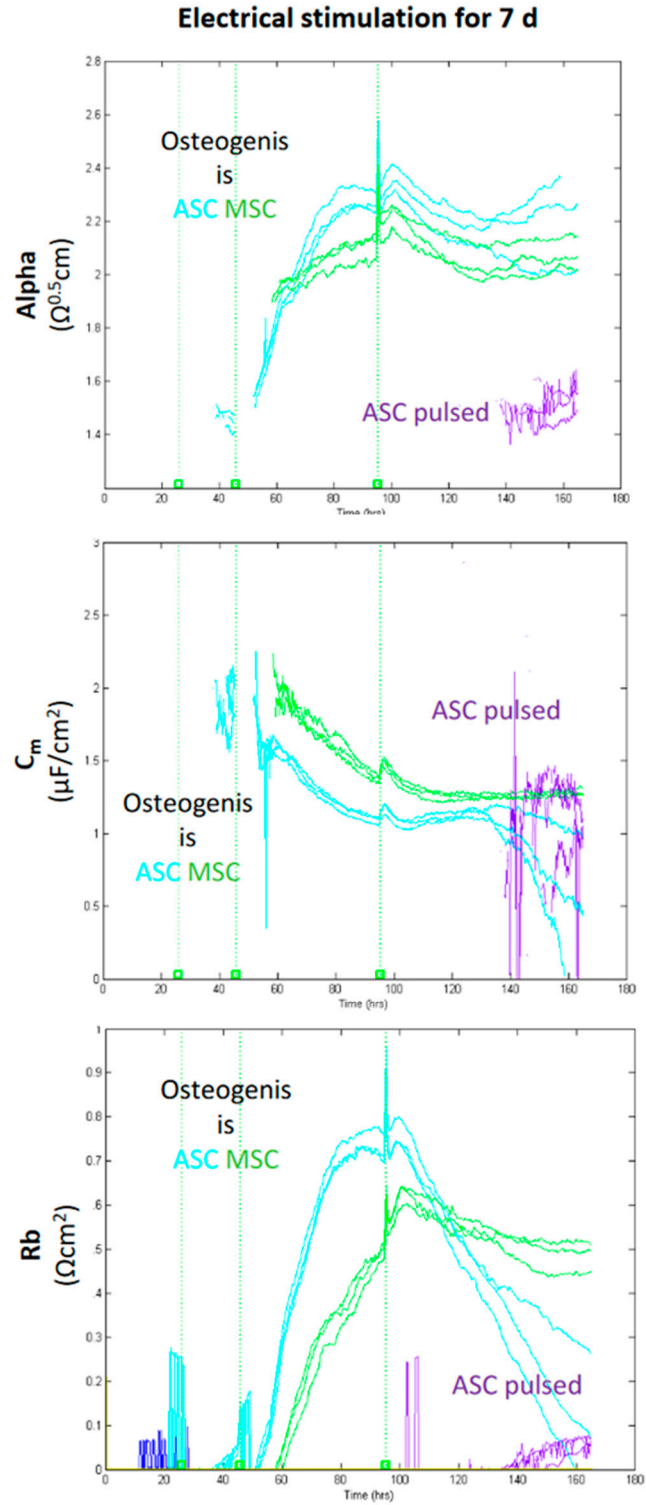 Electrical stimulation for 7 d
2.8
2.6
2.4
2.2
2.0
1.8
1.6
1.4
0
20
40
60
80
100
120
140
160
180
Time (hrs)
Alpha
(Ω0.5cm)
Osteogenis
is
ASC MSC
ASC pulsed
3
2.5
2
1.5
1
0.5
0
0
20
40
60
80
100
120
140
160
180
Time (hrs)
Cm
(μF/cm2)
Osteogenis
is
ASC MSC
ASC pulsed
1
0.9
0.8
0.7
0.6
.5
0.4
0.3
0.2
0.1
0
0
20
40
60
80
100
120
140
160
180
Time (hrs)
Rb
(Ωcm2)
Osteogenis
is
ASC MSC
ASC pulsed